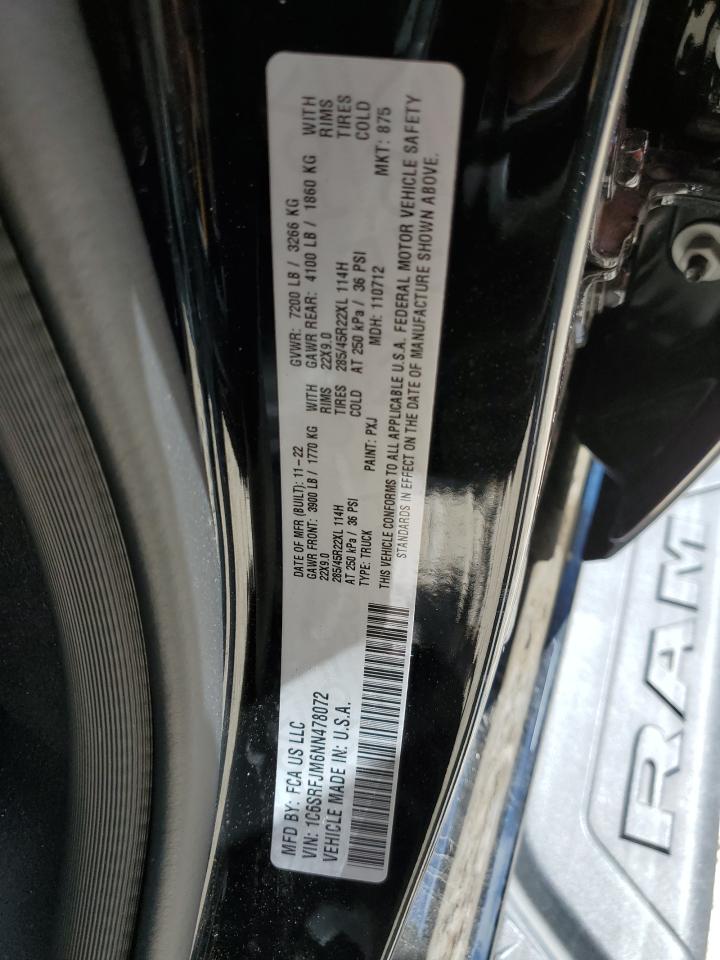 MFD BY: FCA US LLC
VIN: 1C6SRFJM6NN478072
VEHICLE MADE IN: U.S.A.
DATE OF MFR (BUILT): 11-22 GVWR: 7200 LB / 3266 KG
GAWR FRONT: 3900 LB / 1770 KG WITH GAWR REAR: 4100 LB / 1860 KG WITH
22X9.0 RIMS 22X9.0 RIMS
285/45R22XL 114H TIRES 285/45R22XL 114H TIRES
AT 250 kPa / 36 PSI COLD AT 250 kPa / 36 PSI COLD
TYPE: TRUCK PAINT: PXJ MDH: 110712 MKT: 875
THIS VEHICLE CONFORMS TO ALL APPLICABLE U.S.A. FEDERAL MOTOR VEHICLE SAFETY
STANDARDS IN EFFECT ON THE DATE OF MANUFACTURE SHOWN ABOVE.
RAM